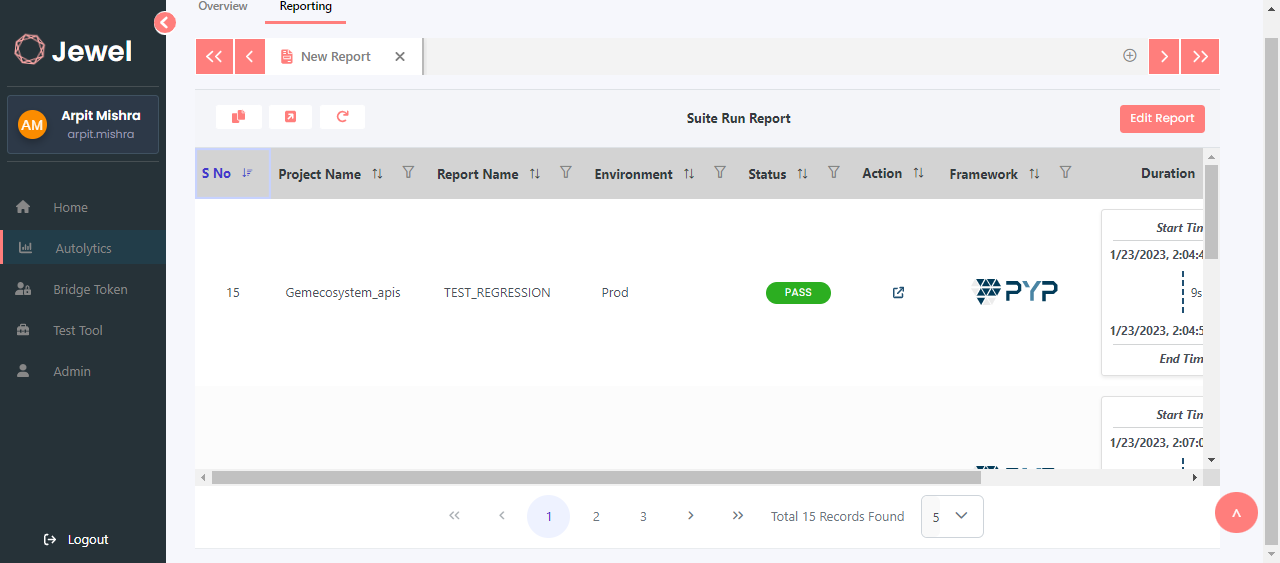 Overview Reporting
Jewel
New Report
AM Arpit Mishra
arpit.mishra
Suite Run Report Edit Report
S No Project Name Report Name Environment Status Action Framework Duration
Home
Autolytics
Bridge Token
Test Tool
Admin
Logout
Start Tim
1/23/2023, 2:04:4
15 Gemecosystem_apis TEST_REGRESSION Prod PASS PYP 9s
1/23/2023, 2:04:5
End Tim
Start Tim
1/23/2023, 2:07:0
1 2 3 Total 15 Records Found 5